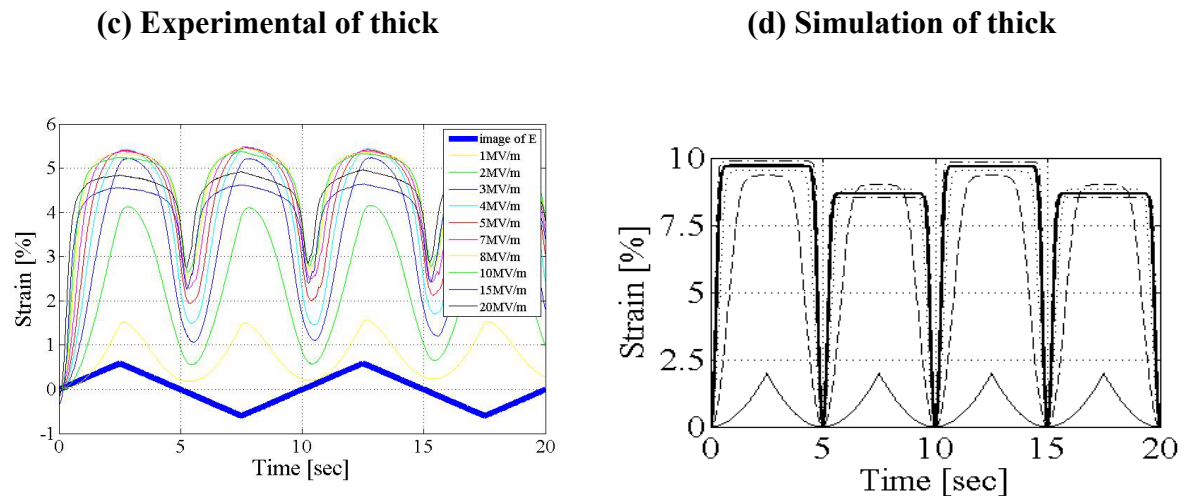 (c) Experimental of thick
(d) Simulation of thick
6
5
4
3
2
1
0
-1
Strain [%]
0
5
10
15
20
Time [sec]
image of E
1MV/m
2MV/m
3MV/m
4MV/m
5MV/m
7MV/m
8MV/m
10MV/m
15MV/m
20MV/m
10
7.5
5
2.5
0
Strain [%]
0
5
10
15
20
Time [sec]